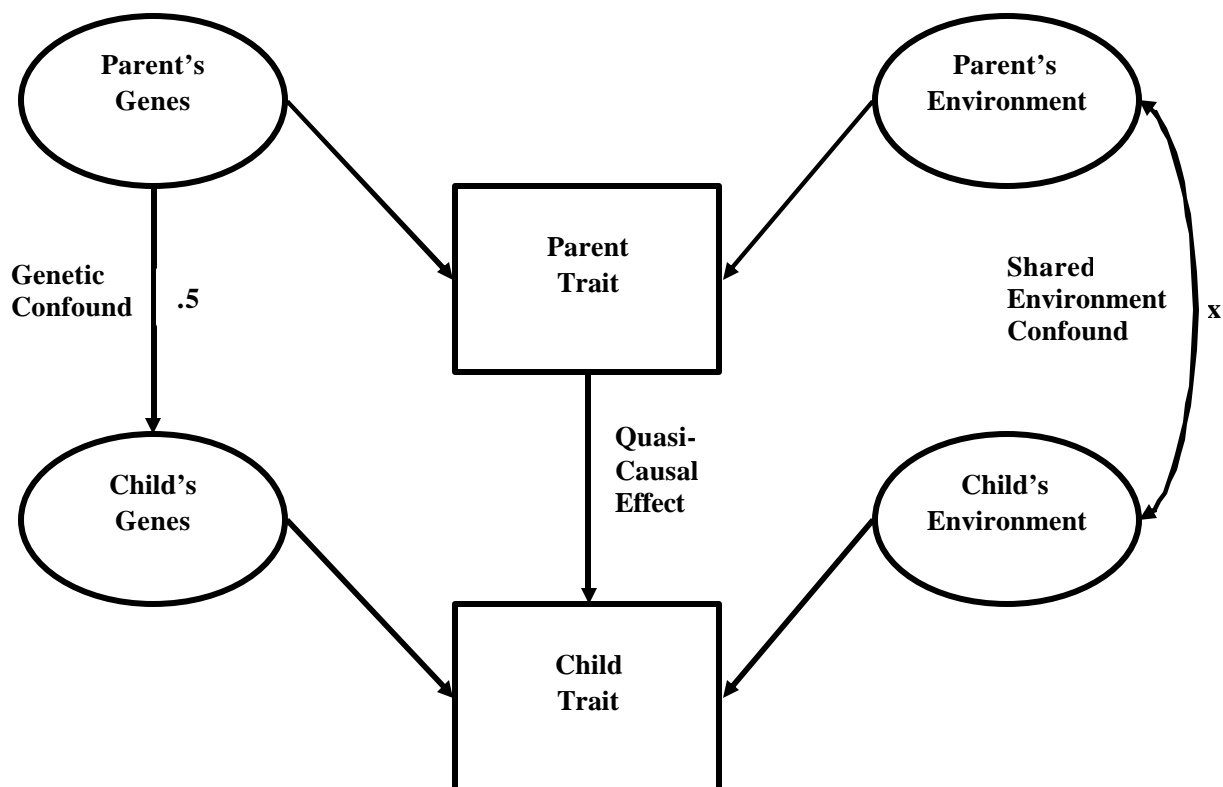 Parent’s
Genes
Parent’s
Environment
Parent
Trait
Genetic
Confound
.5
Shared
Environment
Confound
x
Quasi-
Causal
Effect
Child’s
Genes
Child’s
Environment
Child
Trait